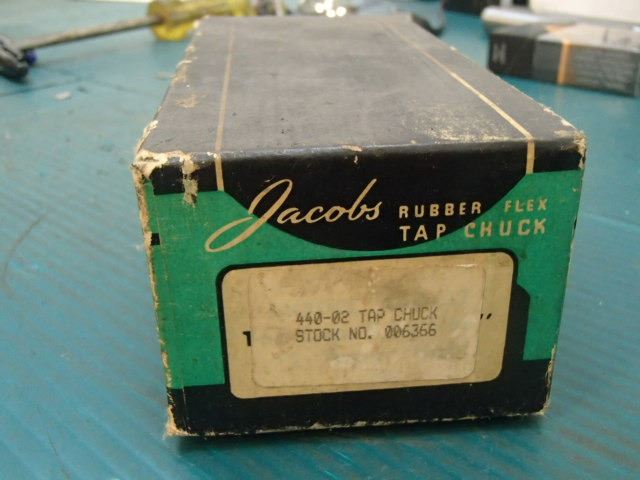 Jacobs RUBBER FLEX
TAP CHUCK
440-02 TAP CHUCK
STOCK NO. 006366